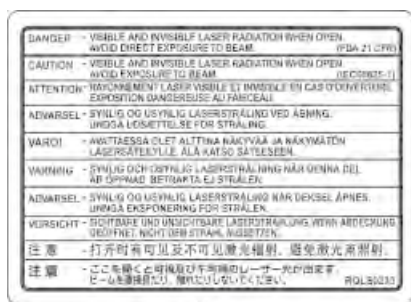 DANGER - VISIBLE AND INVISIBLE LASER RADIATION WHEN OPEN.
AVOID DIRECT EXPOSURE TO BEAM. (FDA 21 CFR)
CAUTION - VISIBLE AND INVISIBLE LASER RADIATION WHEN OPEN.
AVOID EXPOSURE TO BEAM. (IEC60825-1)
ATTENTION - RAYONNEMENT LASER VISIBLE ET INVISIBLE EN CAS D'OUVERTURE.
EXPOSITION DANGEREUSE AU FAISCEAU.
ADVARSEL - SYNLIG OG USYNLIG LASERSTRÅLING VED ÅBNING.
UNDGÅ UDSÆTTELSE FOR STRÅLING.
VARO! - AVATTAESSA OLET ALTTIINA NÄKYVÄÄ JA NÄKYMÄTÖN
LASERSÄTEILYLLE. ÄLÄ KATSO SÄTEESEEN.
VARNING - SYNLIG OCH OSYNLIG LASERSTRÅLNING NÄR DENNA DEL
ÄR ÖPPNAD. BETRAKTA EJ STRÅLEN.
ADVARSEL - SYNLIG OG USYNLIG LASERSTRÅLING NÅR DEKSEL ÅPNES.
UNNGÅ EKSPONERING FOR STRÅLEN.
VORSICHT - SICHTBARE UND UNSICHTBARE LASERSTRAHLUNG, WENN ABDECKUNG
GEÖFFNET. NICHT DEM STRAHL AUSSETZEN.
注意 - 打开时有可见及不可见激光辐射。避免激光束照射。
注意 - ここを開くと可視及び不可視のレーザー光が出ます。
ビームを直接見たり、触れたりしないでください。 RQLS0233